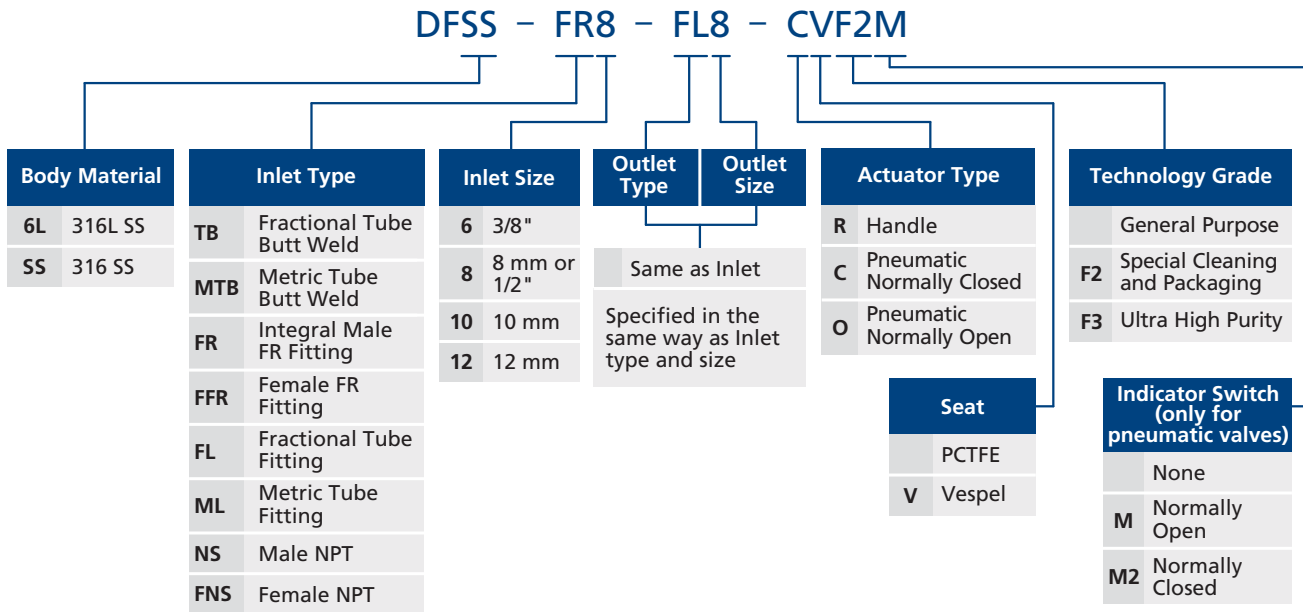 DFSS – FR8 – FL8 – CVF2M
Body Material
6L 316L SS
SS 316 SS
Inlet Type
TB Fractional Tube
Butt Weld
MTB Metric Tube
Butt Weld
FR Integral Male
FR Fitting
FFR Female FR
Fitting
FL Fractional Tube
Fitting
ML Metric Tube
Fitting
NS Male NPT
FNS Female NPT
Inlet Size
6 3/8"
8 8 mm or
1/2"
10 10 mm
12 12 mm
Outlet
Type
Outlet
Size
Same as Inlet
Specified in the
same way as Inlet
type and size
Actuator Type
R Handle
C Pneumatic
Normally Closed
O Pneumatic
Normally Open
Seat
PCTFE
V Vespel
Technology Grade
General Purpose
F2 Special Cleaning
and Packaging
F3 Ultra High Purity
Indicator Switch
(only for
pneumatic valves)
None
M Normally
Open
M2 Normally
Closed